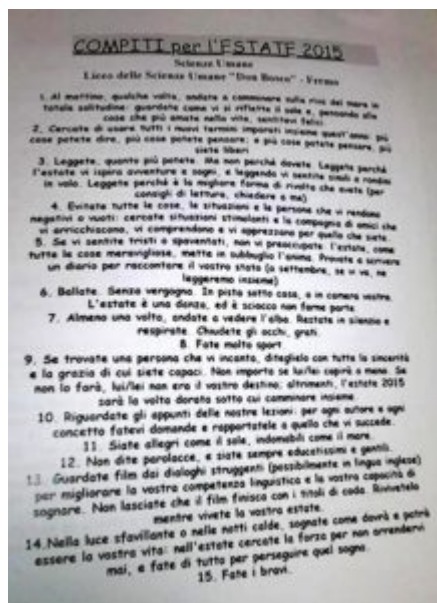 COMPITI per l'ESTATE 2015
Scienze Umane
Liceo delle Scienze Umane "Don Bosco" - Fermo
1. Al mattino, qualche volta, andate a camminare sulla riva del mare in
totale solitudine: guardate come vi si riflette il sole e, pensando alle
cose che più amate nella vita, sentitevi felici.
2. Cercate di usare tutti i nuovi termini imparati insieme quest'anno: più
cose potete dire, più cose potete pensare; e più cose potete pensare, più
siete liberi.
3. Leggete, quanto più potete. Ma non perché dovete. Leggete perché
l'estate vi ispira avventure e sogni, e leggendo vi sentite simili a rondini
in volo. Leggete perché è la migliore forma di rivolta che avete (per
consigli di lettura, chiedere a me).
4. Evitate tutte le cose, le situazioni e le persone che vi rendono
negativi o vuoti: cercate situazioni stimolanti e la compagnia di amici che
vi arricchiscono, vi comprendono e vi apprezzano per quello che siete.
5. Se vi sentite tristi o spaventati, non vi preoccupate: l'estate, come
tutte le cose meravigliose, mette in subbuglio l'anima. Provate a scrivere
un diario per raccontare il vostro stato (a settembre, se vi va, ne
leggeremo insieme)
6. Ballate. Senza vergogna. In pista sotto casa, o in camera vostra.
L'estate è una danza, ed è sciocco non farne parte.
7. Almeno una volta, andate a vedere l'alba. Restate in silenzio e
respirate. Chiudete gli occhi, grati.
8. Fate molto sport.
9. Se trovate una persona che vi incanta, diteglielo con tutta la sincerità
e la grazia di cui siete capaci. Non importa se lui/lei capirà o meno. Se
non lo farà, lui/lei non era il vostro destino; altrimenti, l'estate 2015
sarà la volta dorata sotto cui camminare insieme
10. Riguardate gli appunti delle nostre lezioni: per ogni autore e ogni
concetto fatevi domande e rapportatele a quello che vi succede.
11. Siate allegri come il sole, indomabili come il mare.
12. Non dite parolacce, e siate sempre educatissimi e gentili.
13. Guardate film dai dialoghi struggenti (possibilmente in lingua inglese)
per migliorare la vostra competenza linguistica e la vostra capacità di
sognare. Non lasciate che il film finisca con i titoli di coda. Rivivetelo
mentre vivete la vostra estate.
14.Nella luce sfavillante o nelle notti calde, sognate come dovrà e potrà
essere la vostra vita: nell'estate cercate la forza per non arrendervi
mai, e fate di tutto per perseguire quel sogno.
15. Fate i bravi.